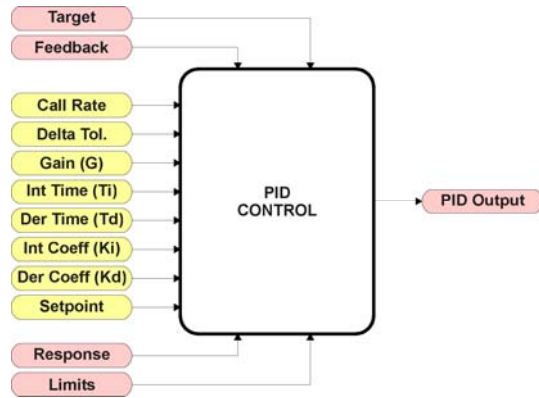 Target
Feedback
Call Rate
Delta Tol.
Gain (G)
Int Time (Ti)
Der Time (Td)
Int Coeff (Ki)
Der Coeff (Kd)
Setpoint
PID
CONTROL
PID Output
Response
Limits